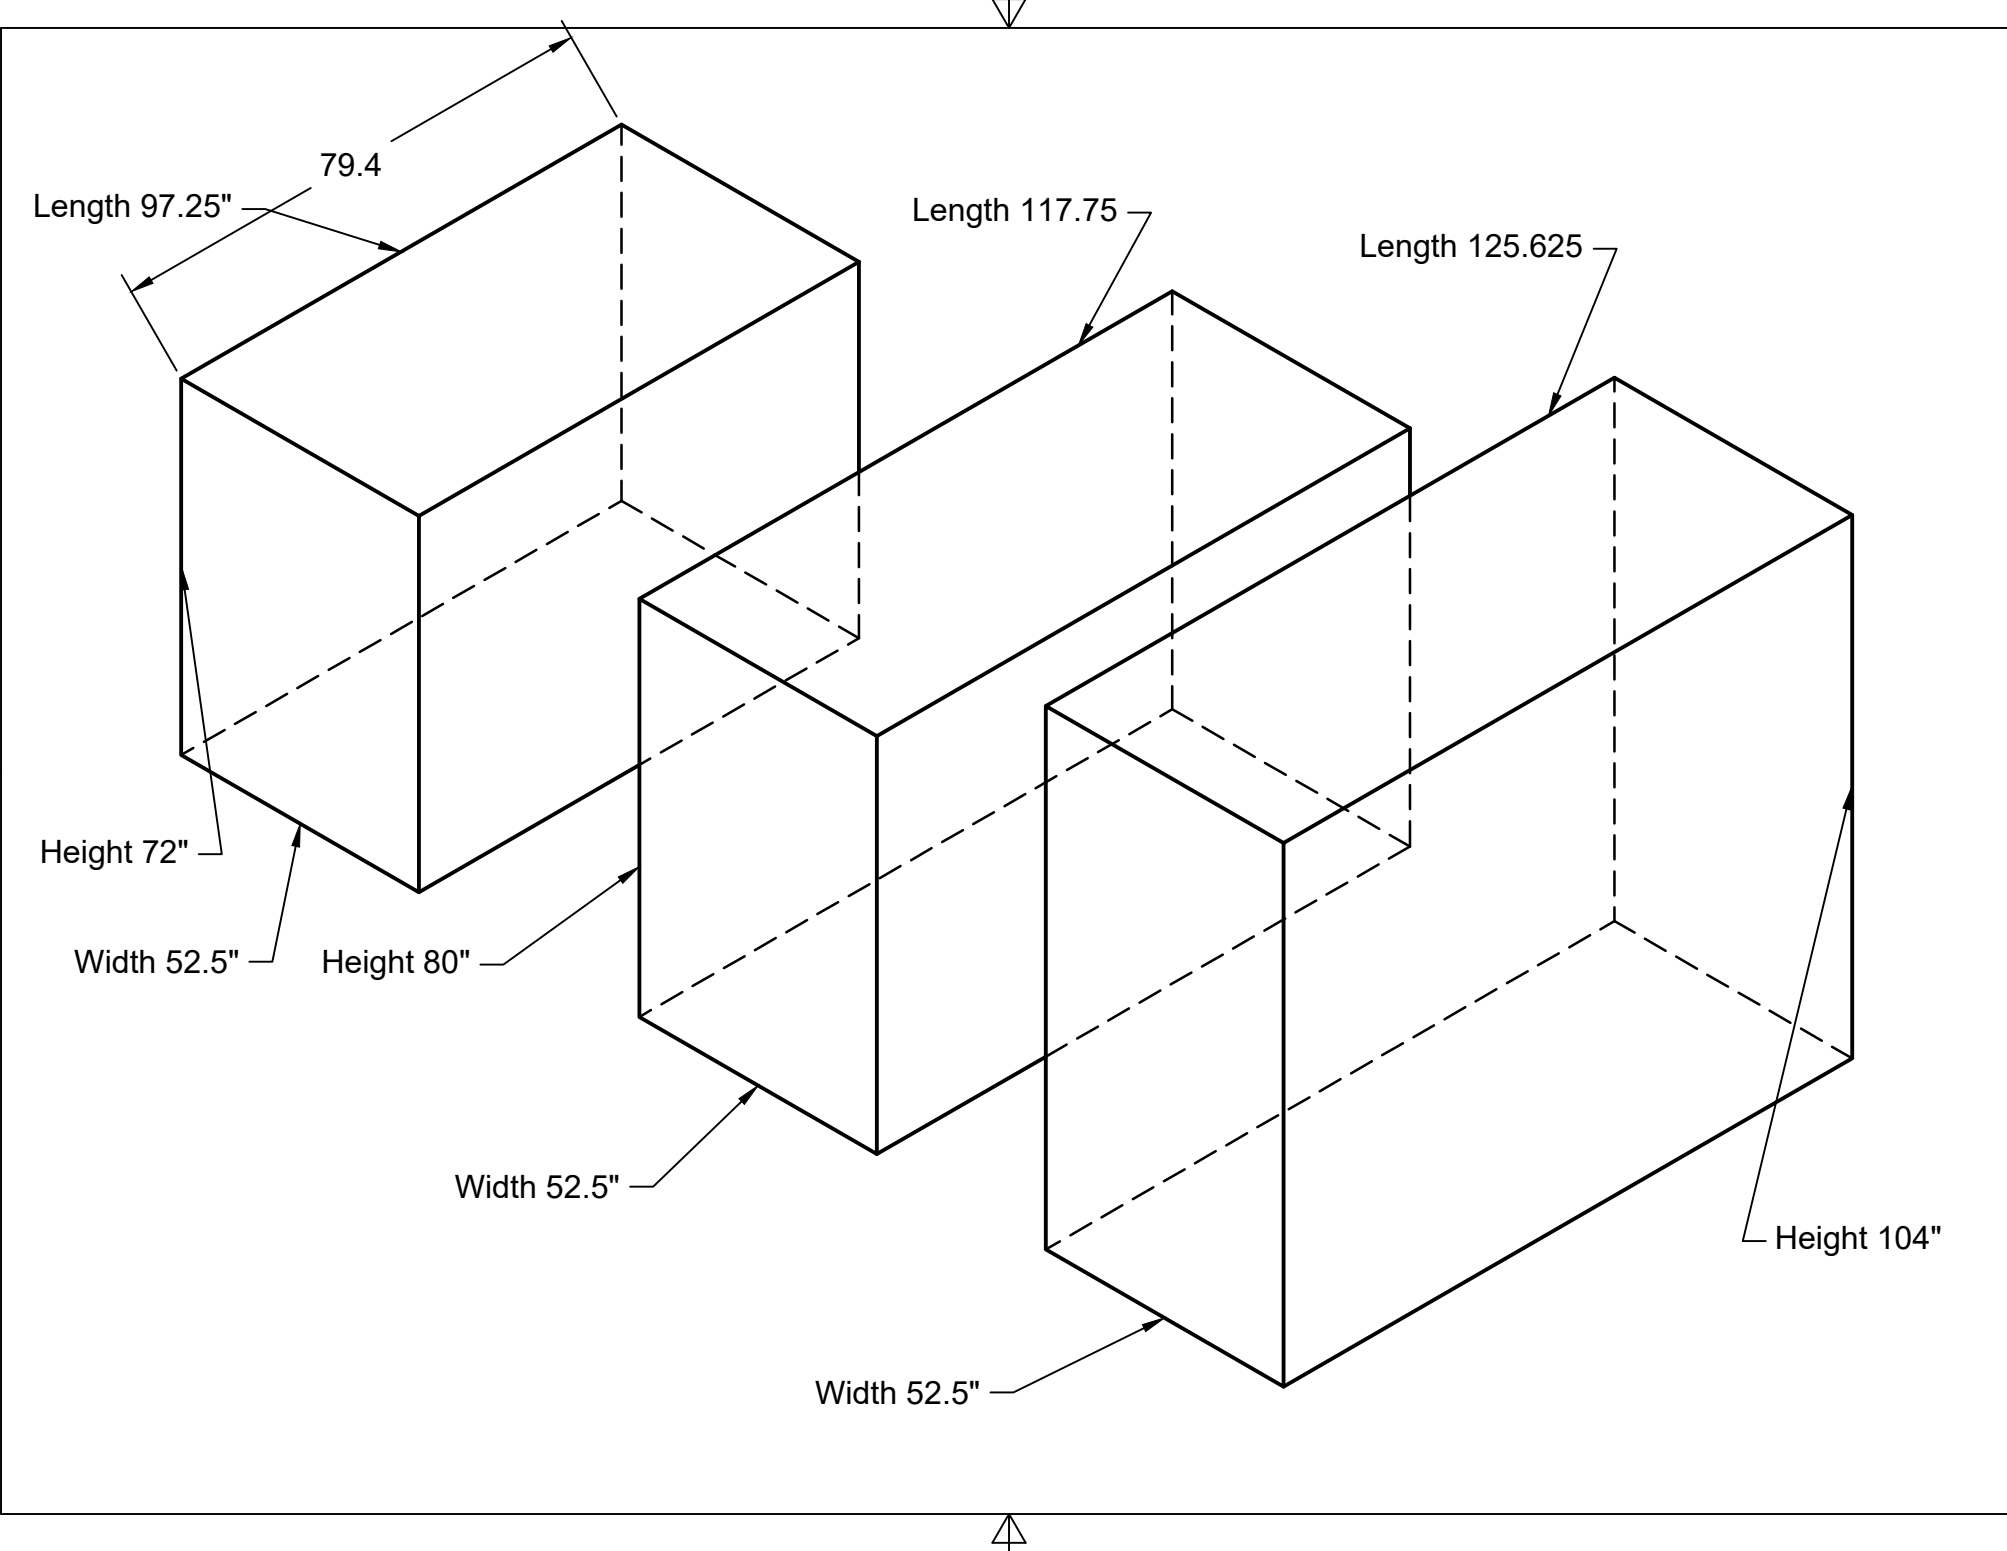 79.4
Length 97.25"
Length 117.75
Length 125.625
Height 72"
Width 52.5"
Height 80"
Width 52.5"
Height 104"
Width 52.5"